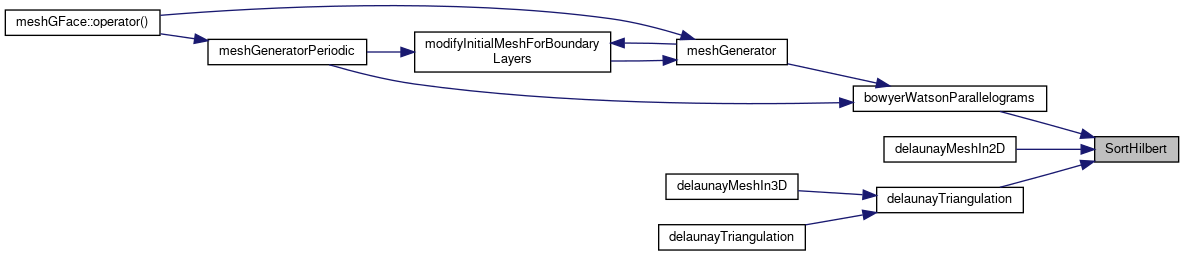 meshGFace::operator()
meshGeneratorPeriodic
modifyInitialMeshForBoundary
Layers
meshGenerator
bowyerWatsonParallelograms
delaunayMeshIn2D
SortHilbert
delaunayMeshIn3D
delaunayTriangulation
delaunayTriangulation